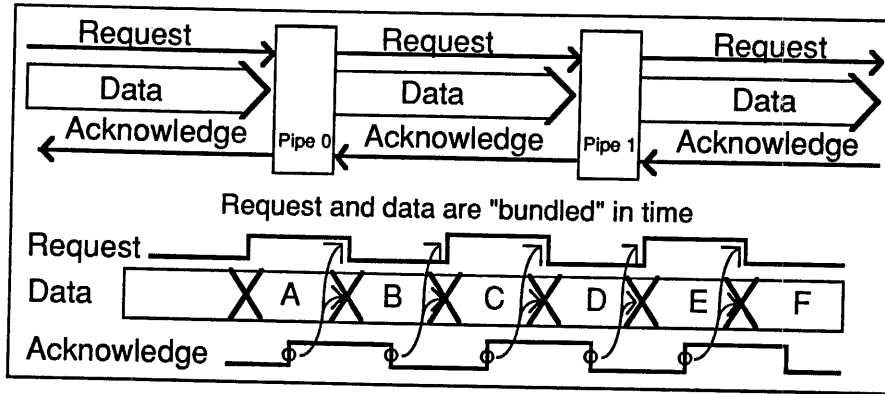 Request Request Request
Data Data Data
Acknowledge Pipe 0 Acknowledge Pipe 1 Acknowledge
Request and data are "bundled" in time
Request
Data A B C D E F
Acknowledge